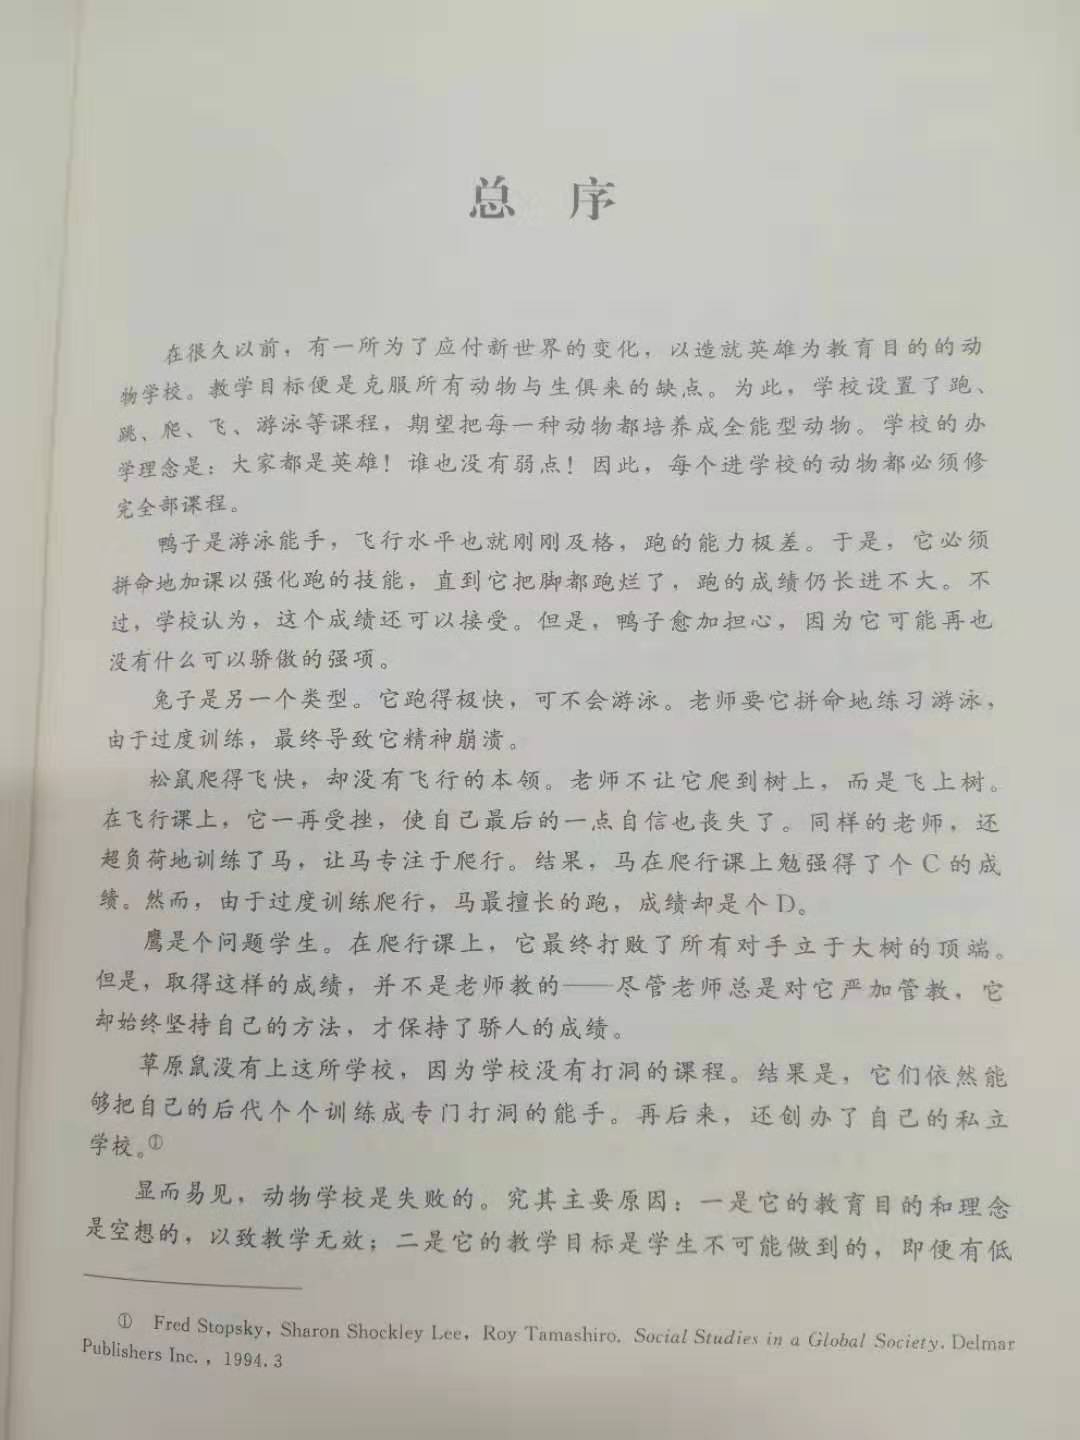 总 序
在很久以前，有一所为了应付新世界的变化，以造就英雄为教育目的的动
物学校。教学目标便是克服所有动物与生俱来的缺点。为此，学校设置了跑、
跳、爬、飞、游泳等课程，期望把每一种动物都培养成全能型动物。学校的办
学理念是：大家都是英雄！谁也没有弱点！因此，每个进学校的动物都必须修
完全部课程。
鸭子是游泳能手，飞行水平也就刚刚及格，跑的能力极差。于是，它必须
拼命地加课以强化跑的技能，直到它把脚都跑烂了，跑的成绩仍长进不大。不
过，学校认为，这个成绩还可以接受。但是，鸭子愈加担心，因为它可能再也
没有什么可以骄傲的强项。
兔子是另一个类型。它跑得极快，可不会游泳。老师要它拼命地练习游泳，
由于过度训练，最终导致它精神崩溃。
松鼠爬得飞快，却没有飞行的本领。老师不让它爬到树上，而是飞上树。
在飞行课上，它一再受挫，使自己最后的一点自信也丧失了。同样的老师，还
超负荷地训练了马，让马专注于爬行。结果，马在爬行课上勉强得了个 C 的成
绩。然而，由于过度训练爬行，马最擅长的跑，成绩却是个 D。
鹰是个问题学生。在爬行课上，它最终打败了所有对手立于大树的顶端。
但是，取得这样的成绩，并不是老师教的——尽管老师总是对它严加管教，它
却始终坚持自己的方法，才保持了骄人的成绩。
草原鼠没有上这所学校，因为学校没有打洞的课程。结果是，它们依然能
够把自己的后代个个训练成专门打洞的能手。再后来，还创办了自己的私立
学校。①
显而易见，动物学校是失败的。究其主要原因：一是它的教育目的和理念
是空想的，以致教学无效；二是它的教学目标是学生不可能做到的，即便有低
① Fred Stopsky, Sharon Shockley Lee, Roy Tamashiro. Social Studies in a Global Society. Delmar
Publishers Inc., 1994.3